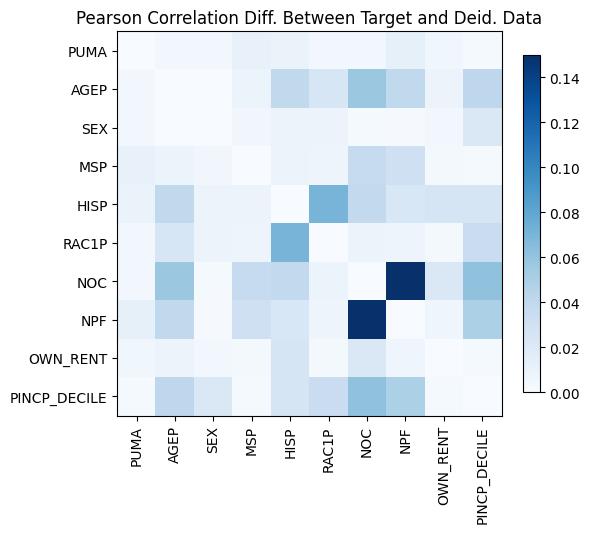 Pearson Correlation Diff. Between Target and Deid. Data
PUMA
AGEP
SEX
MSP
HISP
RAC1P
NOC
NPF
OWN_RENT
PINCP_DECILE
PUMA
AGEP
SEX
MSP
HISP
RAC1P
NOC
NPF
OWN_RENT
PINCP_DECILE
0.14
0.12
0.10
0.08
0.06
0.04
0.02
0.00